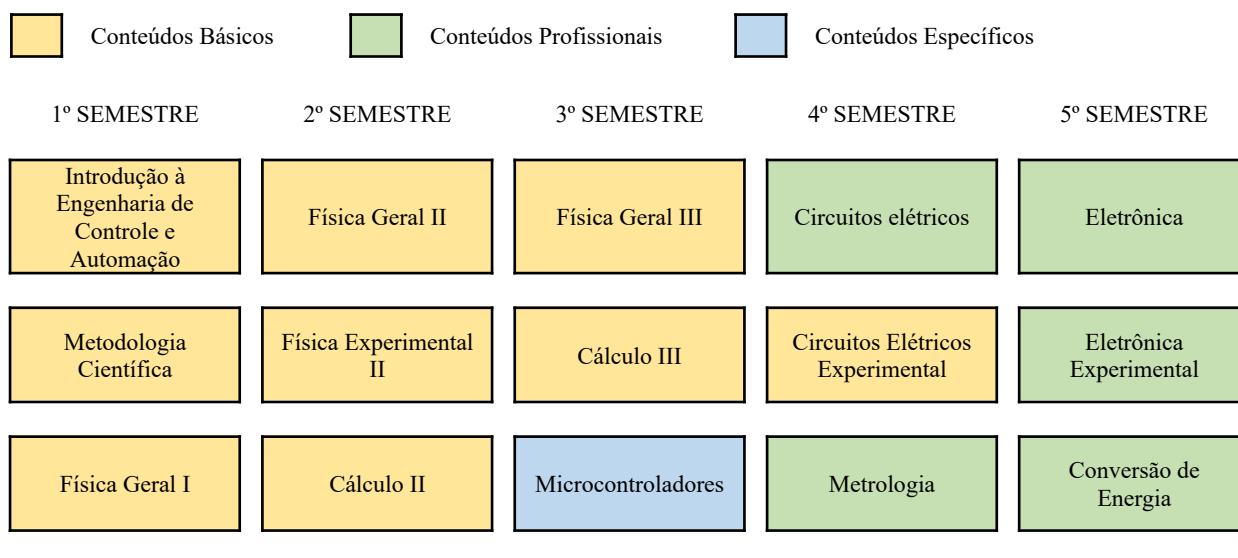 Conteúdos Básicos
Conteúdos Profissionais
Conteúdos Específicos
1º SEMESTRE
2º SEMESTRE
3º SEMESTRE
4º SEMESTRE
5º SEMESTRE
Introdução à
Engenharia de
Controle e
Automação
Física Geral II
Física Geral III
Circuitos elétricos
Eletrônica
Metodologia
Científica
Física Experimental
II
Cálculo III
Circuitos Elétricos
Experimental
Eletrônica
Experimental
Física Geral I
Cálculo II
Microcontroladores
Metrologia
Conversão de
Energia